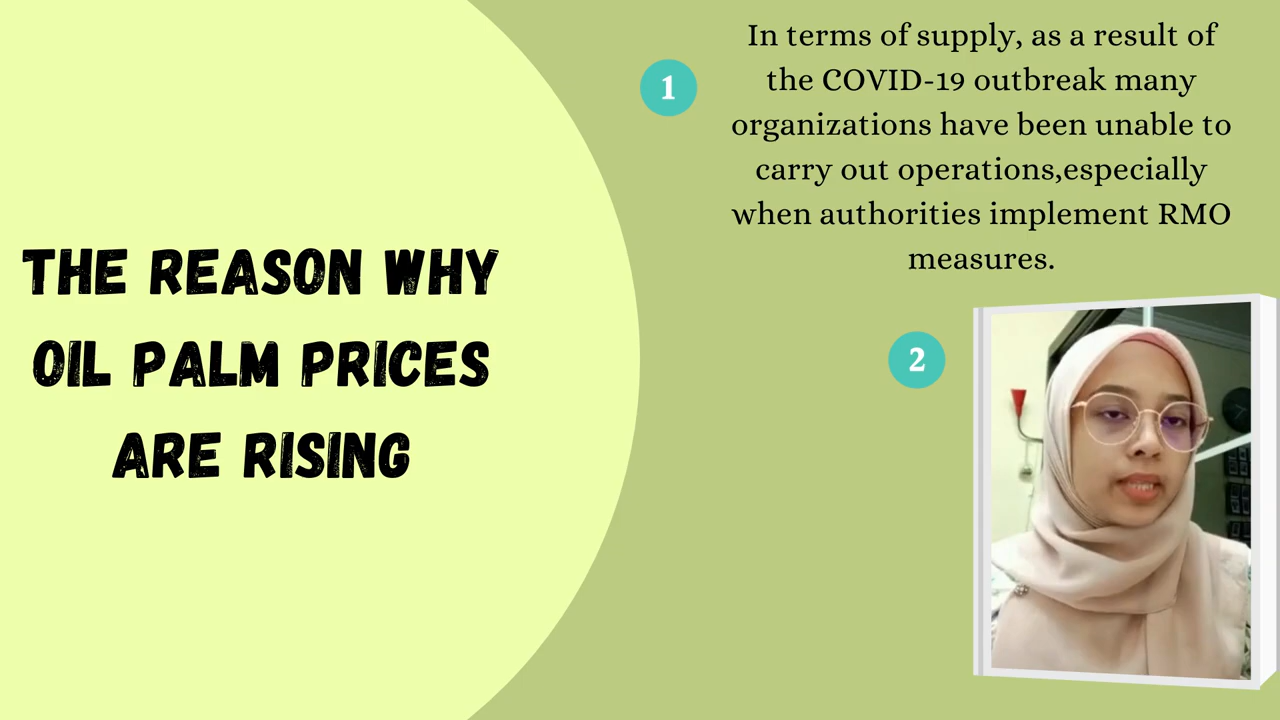 THE REASON WHY
OIL PALM PRICES
ARE RISING
1
In terms of supply, as a result of
the COVID-19 outbreak many
organizations have been unable to
carry out operations,especially
when authorities implement RMO
measures.
2